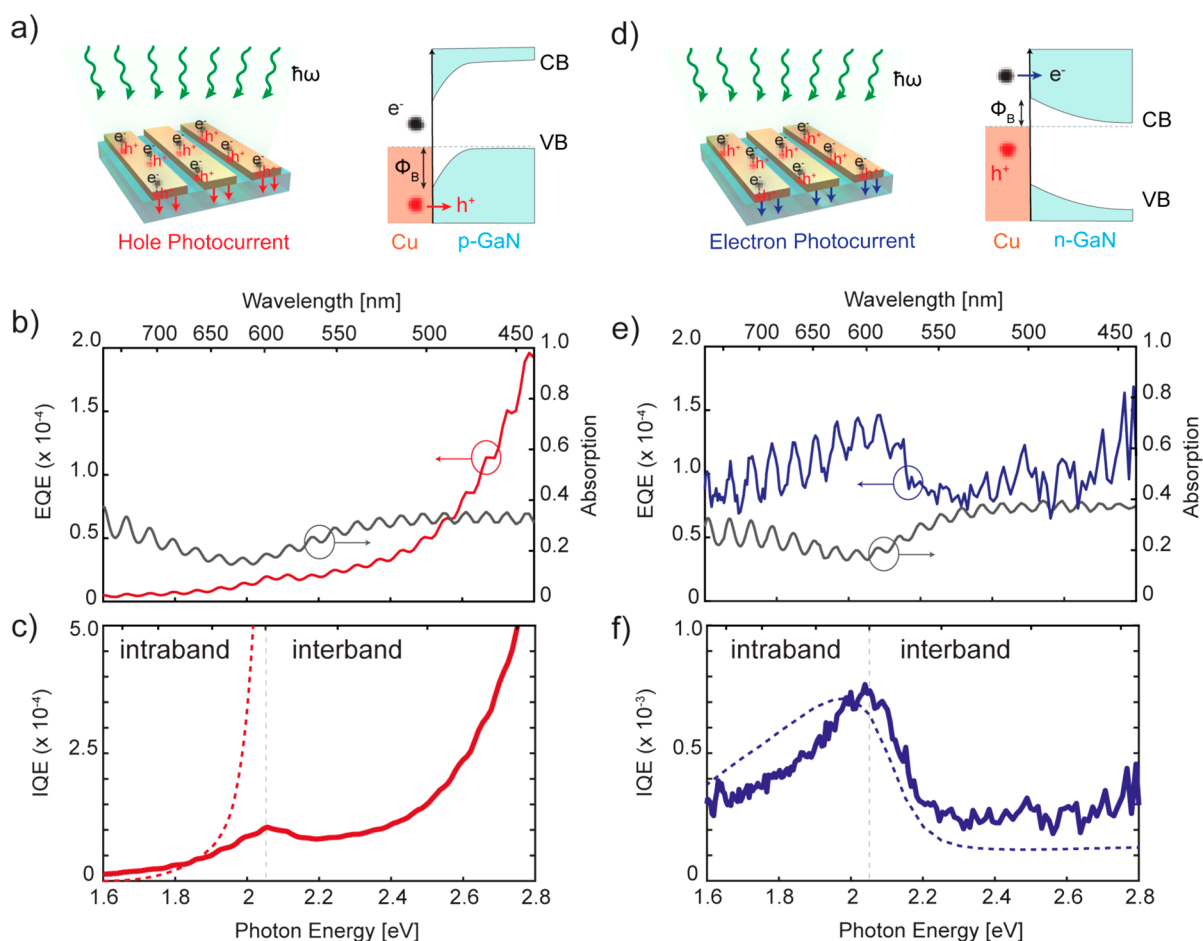 a)
ħω
e⁻
h⁺
e⁻
h⁺
e⁻
h⁺
e⁻
h⁺
e⁻
h⁺
e⁻
h⁺
e⁻
h⁺
e⁻
h⁺
Hole Photocurrent
CB
e⁻
VB
Φ_B
h⁺
Cu
p-GaN
d)
ħω
e⁻
h⁺
e⁻
h⁺
e⁻
h⁺
e⁻
h⁺
e⁻
h⁺
e⁻
h⁺
e⁻
h⁺
e⁻
h⁺
Electron Photocurrent
e⁻
Φ_B
CB
h⁺
VB
Cu
n-GaN
b)
Wavelength [nm]
700 650 600 550 500 450
2.0
1.5
1.0
0.5
0
EQE (x 10⁻⁴)
1.0
0.8
0.6
0.4
0.2
0
Absorption
e)
Wavelength [nm]
700 650 600 550 500 450
2.0
1.5
1.0
0.5
0
EQE (x 10⁻⁴)
1.0
0.8
0.6
0.4
0.2
0
Absorption
c)
intraband
interband
5.0
2.5
0
IQE (x 10⁻⁴)
1.6 1.8 2 2.2 2.4 2.6 2.8
Photon Energy [eV]
f)
intraband
interband
1.0
0.5
0
IQE (x 10⁻³)
1.6 1.8 2 2.2 2.4 2.6 2.8
Photon Energy [eV]